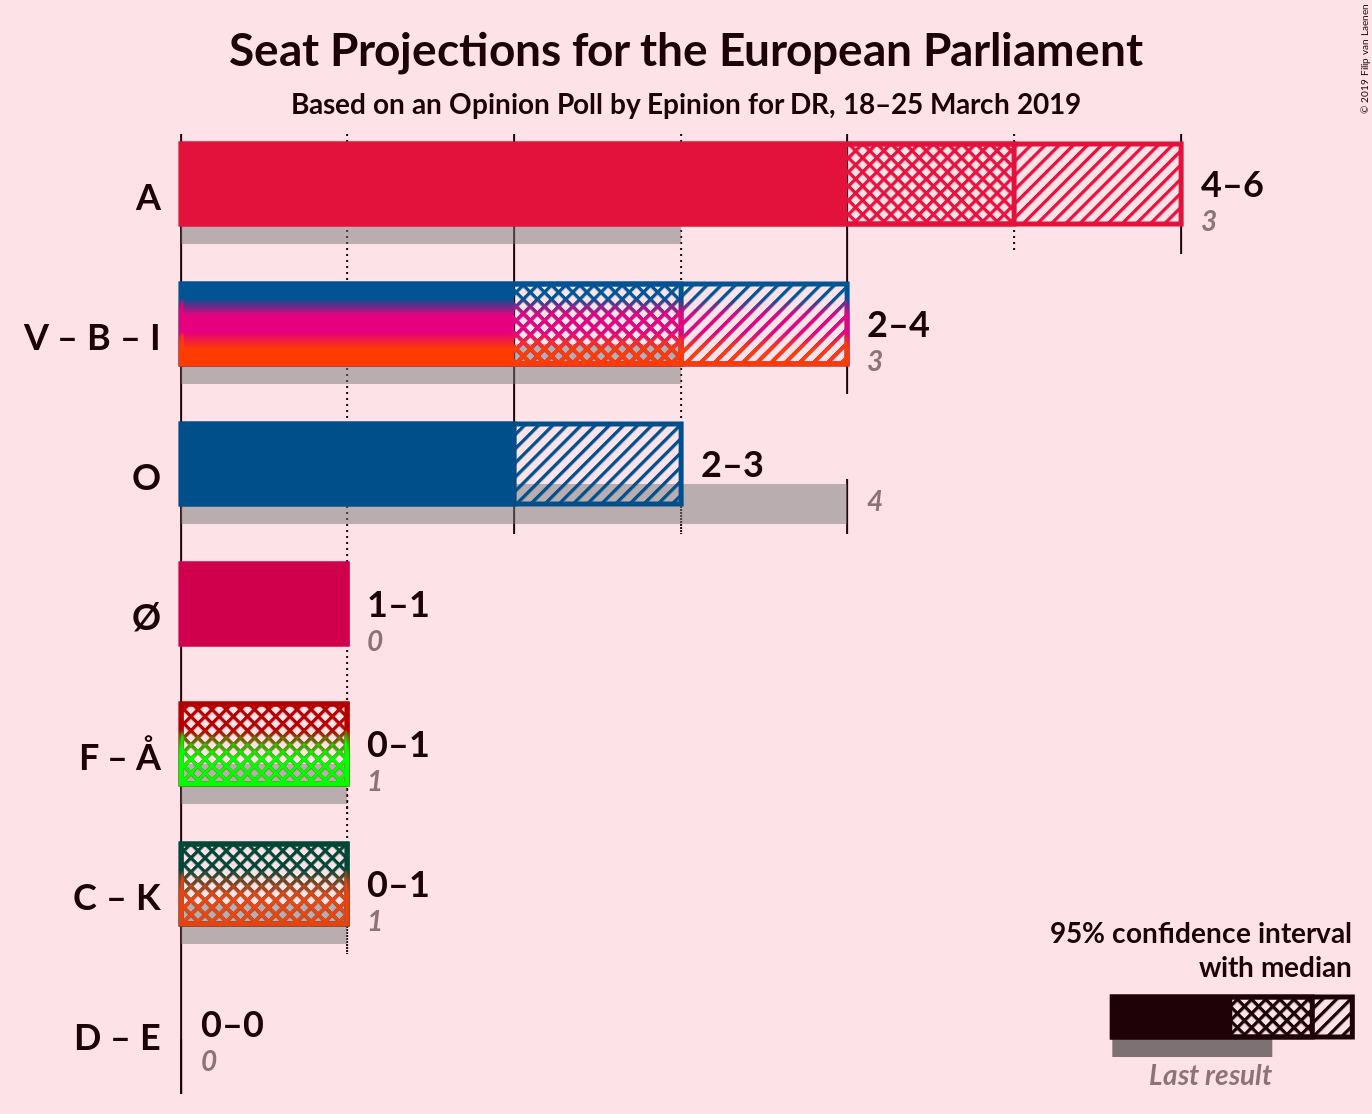 Seat Projections for the European Parliament
Based on an Opinion Poll by Epinion for DR, 18–25 March 2019
© 2019 Filip van Laenen
A
4–6
3
V – B – I
2–4
3
O
2–3
4
Ø
1–1
0
F – Å
0–1
1
C – K
0–1
1
D – E
0–0
0
95% confidence interval
with median
Last result